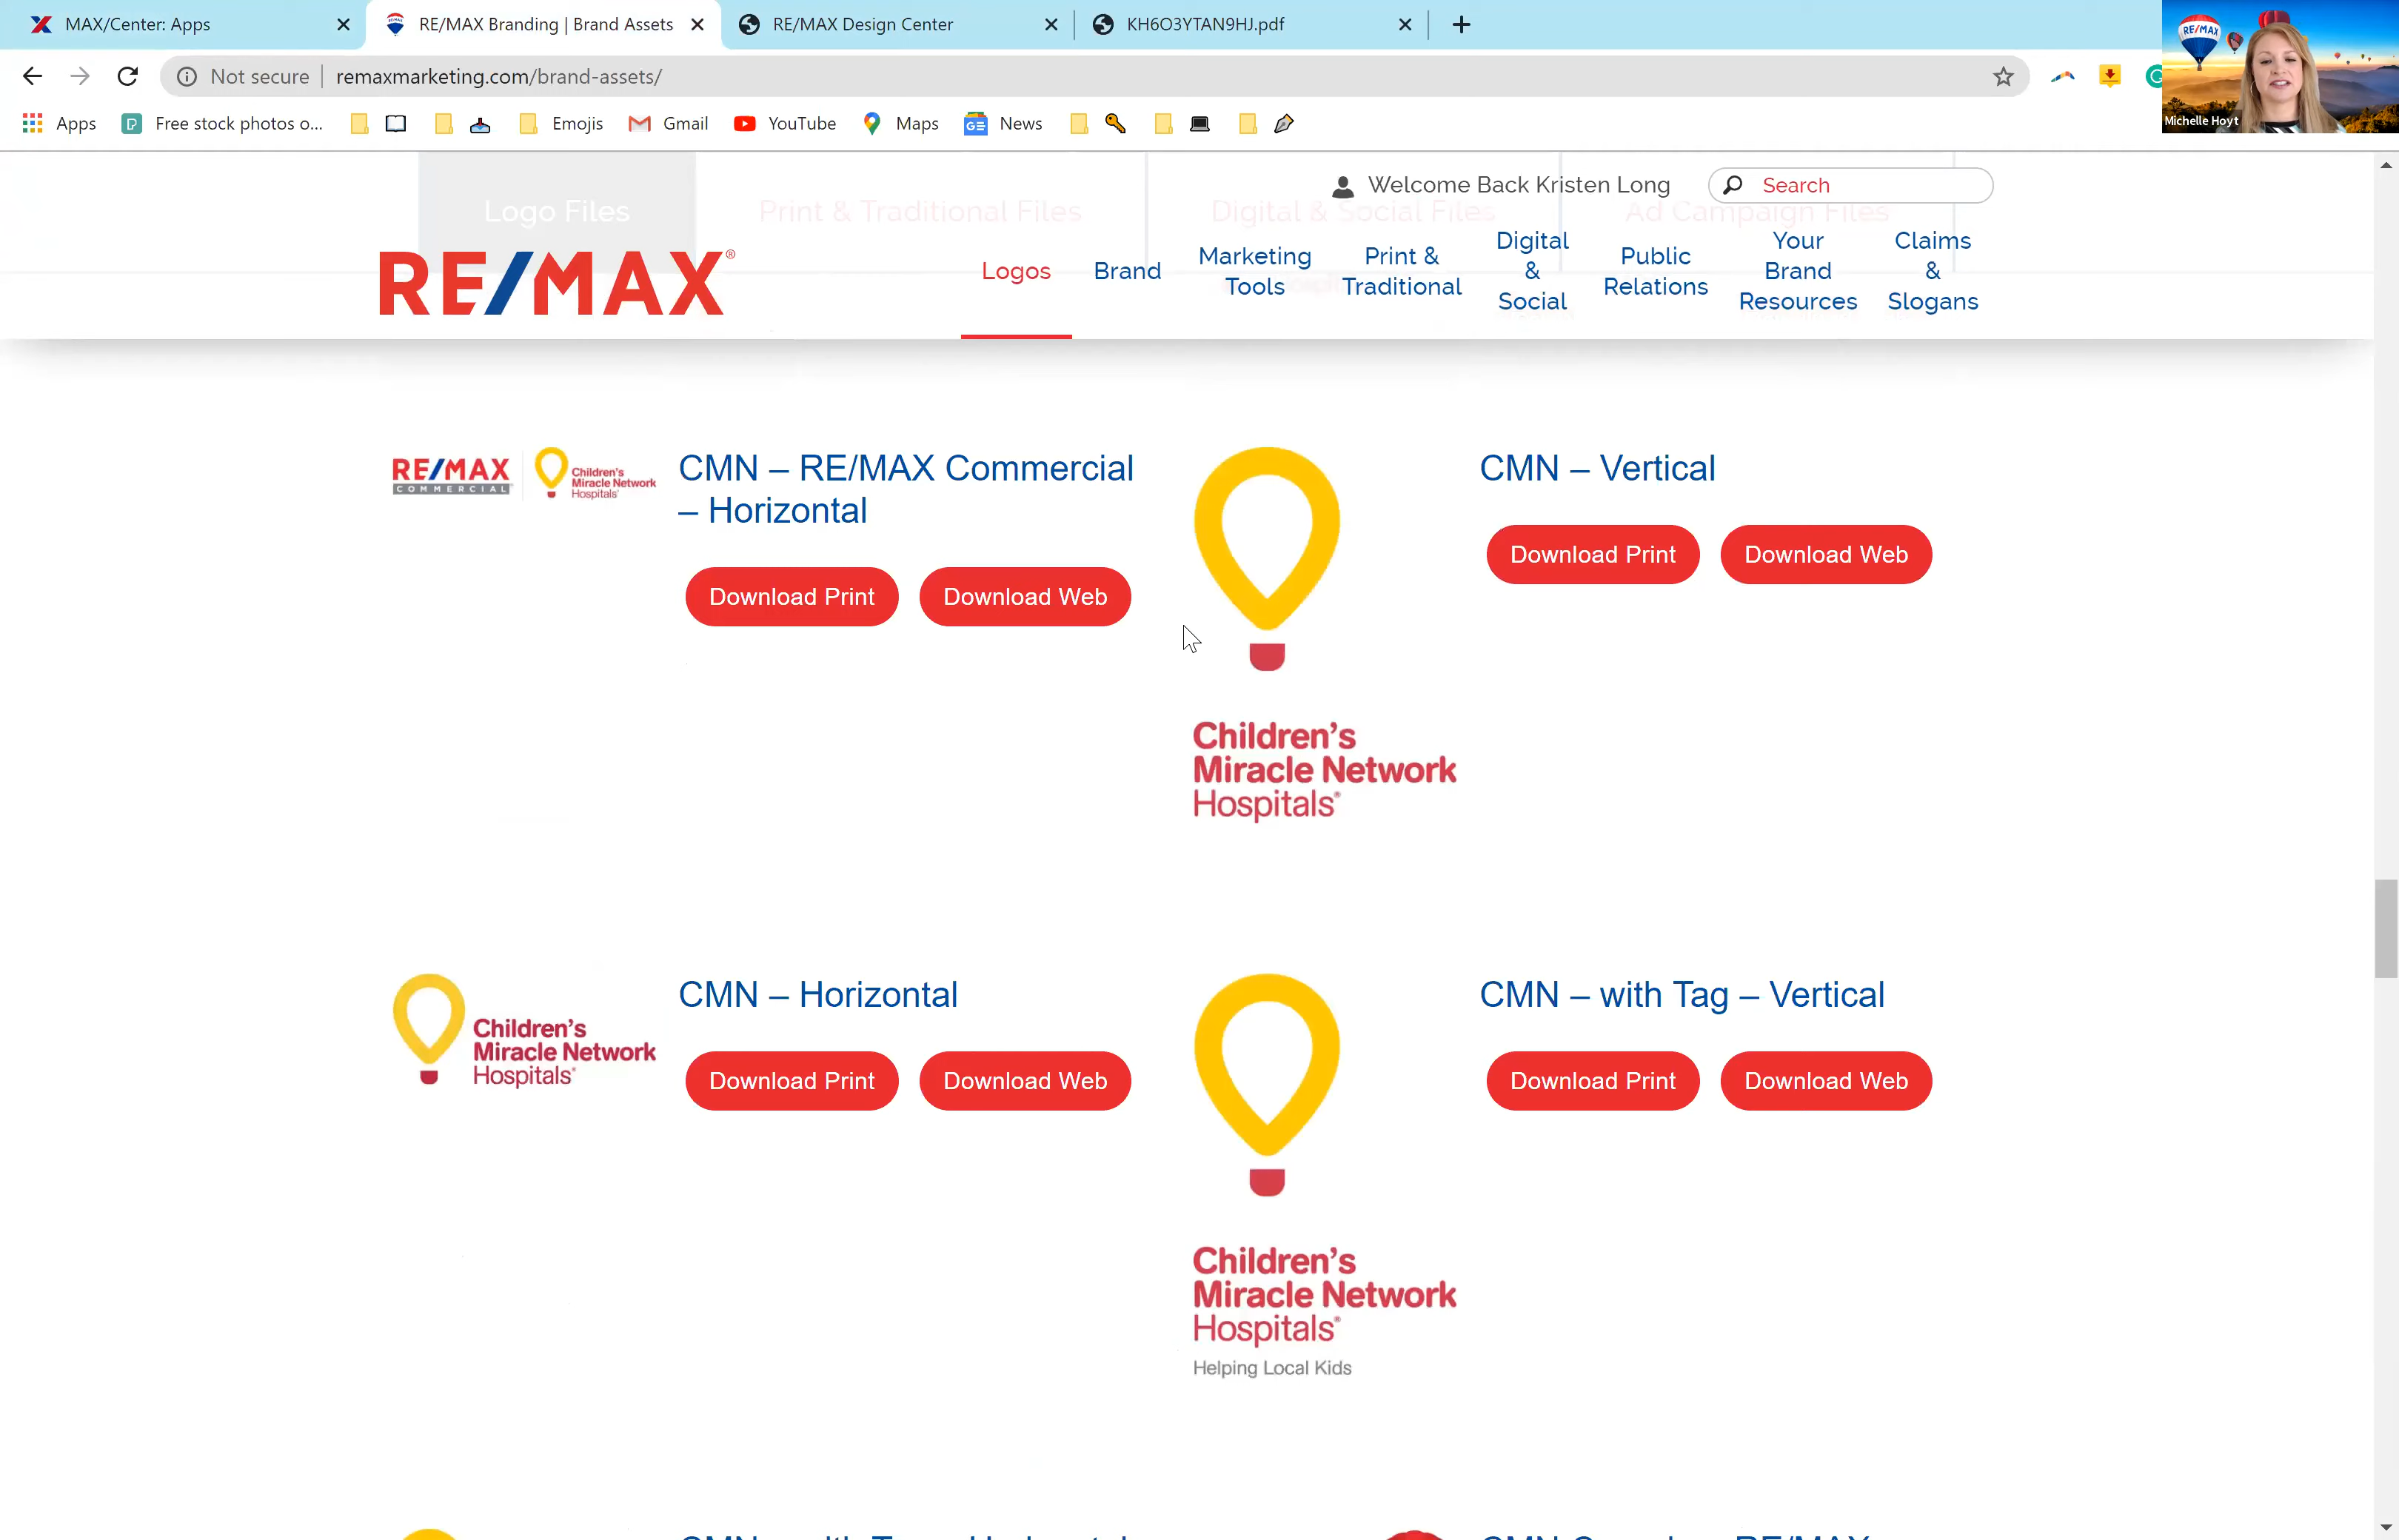 MAX/Center: Apps
RE/MAX Branding | Brand Assets
RE/MAX Design Center
KH6O3YTAN9HJ.pdf
Not secure
remaxmarketing.com/brand-assets/
Apps
Free stock photos o...
Emojis
Gmail
YouTube
Maps
News
RE/MAX
Michelle Hoyt
Welcome Back Kristen Long
Search
Logo Files
Print & Traditional Files
Digital & Social Files
Ad Campaign Files
RE/MAX®
Logos
Brand
Marketing
Tools
Print &
Traditional
Digital
&
Social
Public
Relations
Your
Brand
Resources
Claims
&
Slogans
RE/MAX
COMMERCIAL
Children's
Miracle Network
Hospitals
CMN – RE/MAX Commercial
– Horizontal
Download Print
Download Web
CMN – Vertical
Download Print
Download Web
Children's
Miracle Network
Hospitals®
Children's
Miracle Network
Hospitals®
CMN – Horizontal
Download Print
Download Web
CMN – with Tag – Vertical
Download Print
Download Web
Children's
Miracle Network
Hospitals®
Helping Local Kids